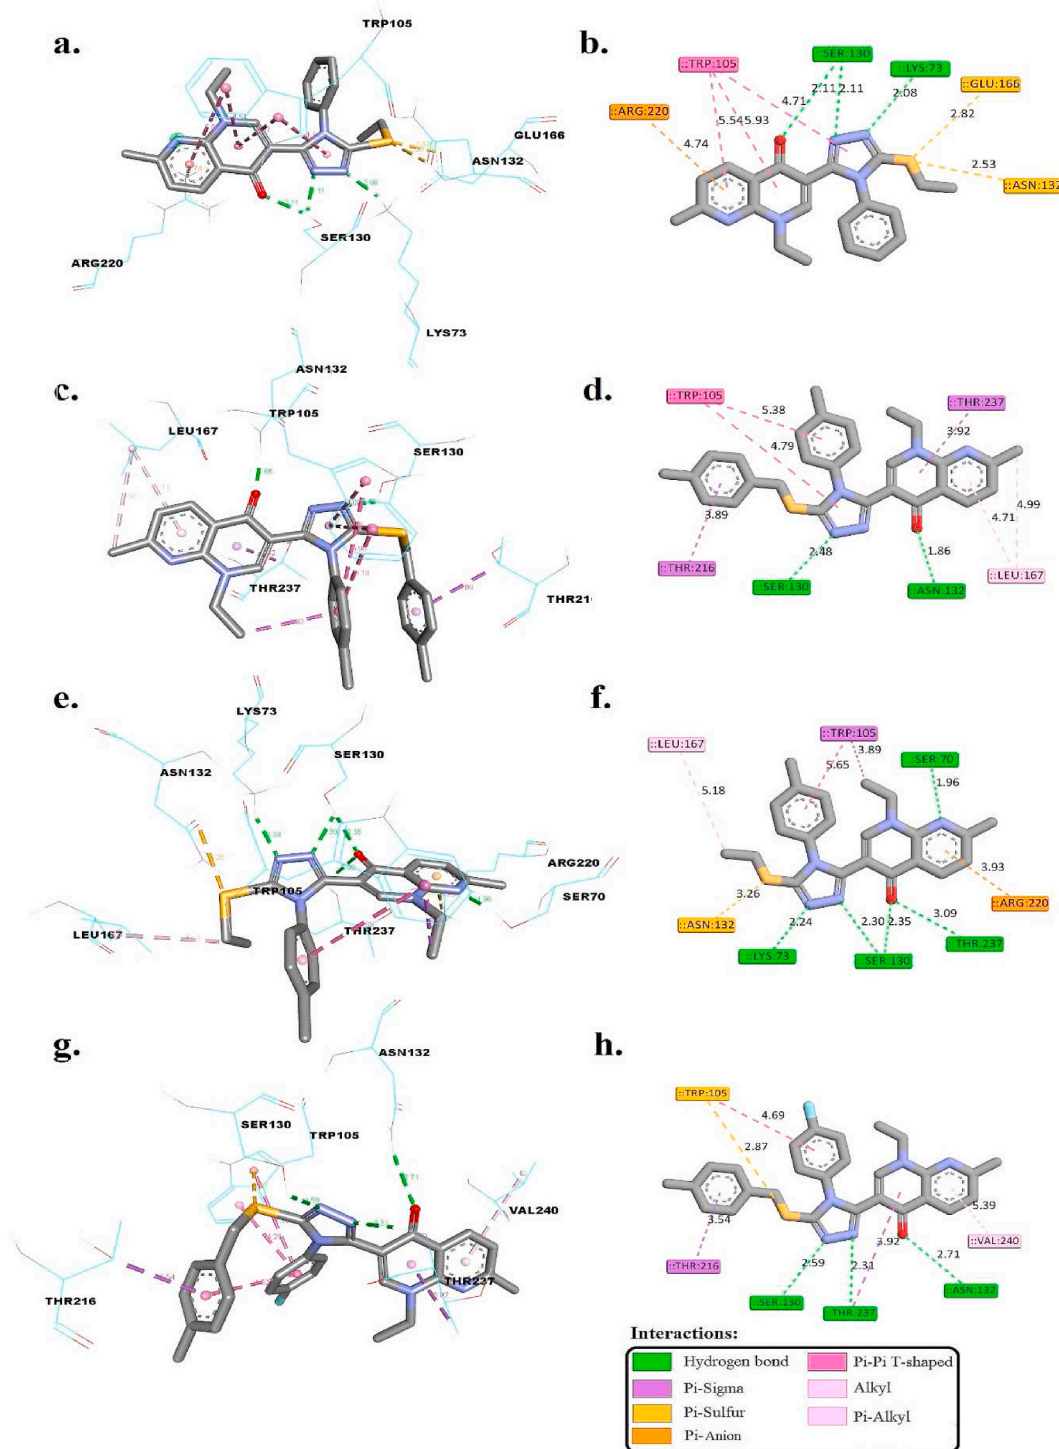 a.
TRP105
GLU166
ASN132
SER130
ARG220
LYS73
b.
::SER:130
::TRP:105
::LYS:73
::GLU:166
::ARG:220
4.71
2.11
2.11
2.08
5.54
5.93
2.82
4.74
2.53
::ASN:132
c.
ASN132
TRP105
LEU167
SER130
THR237
THR216
d.
::TRP:105
5.38
::THR:237
3.92
4.79
3.89
4.71
4.99
2.48
1.86
::THR:216
::SER:130
::ASN:132
::LEU:167
e.
LYS73
SER130
ASN132
ARG220
TRP105
SER70
LEU167
THR237
f.
::LEU:167
::TRP:105
3.89
::SER:70
5.65
1.96
5.18
3.93
3.26
::ARG:220
::ASN:132
2.24
2.30
2.35
3.09
::THR:237
::LYS:73
::SER:130
g.
ASN132
SER130
TRP105
VAL240
THR237
THR216
h.
::TRP:105
4.69
2.87
3.54
5.39
3.92
::VAL:240
::THR:216
2.59
2.31
2.71
::SER:130
::THR:237
::ASN:132
Interactions:
Hydrogen bond
Pi-Pi T-shaped
Pi-Sigma
Alkyl
Pi-Sulfur
Pi-Alkyl
Pi-Anion